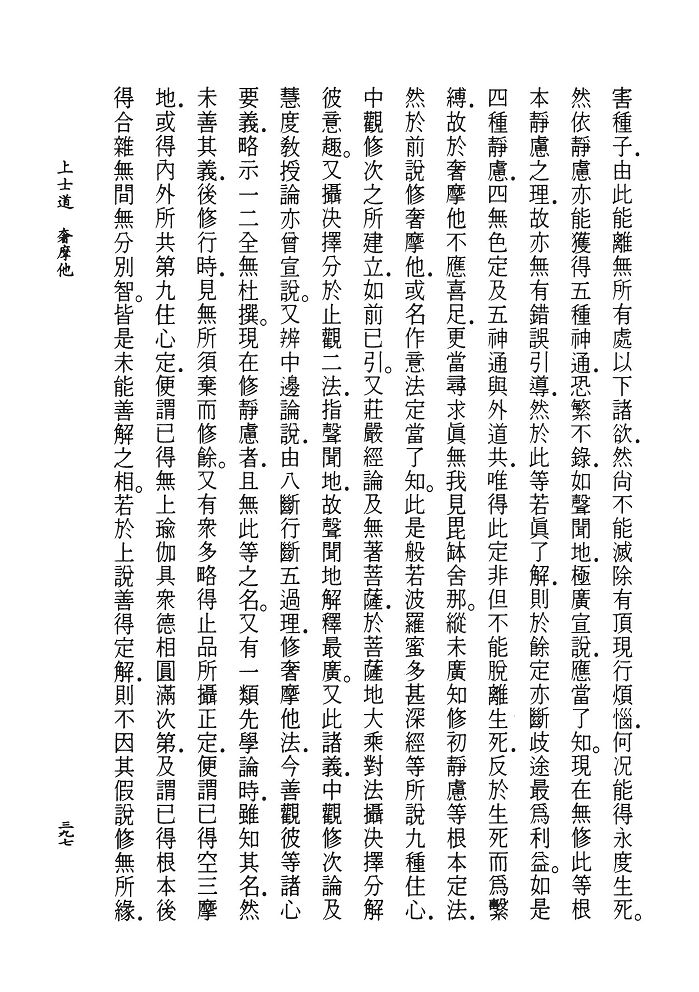 害種子．由此能離無所有處以下諸欲．然尙不能滅除有頂現行煩惱．何況能得永度生死。
然依靜慮亦能獲得五種神通．恐繁不錄．如聲聞地．極廣宣說．應當了知。現在無修此等根
本靜慮之理．故亦無有錯誤引導．然於此等若眞了解．則於餘定亦斷歧途最爲利益。如是
四種靜慮．四無色定及五神通與外道共．唯得此定非但不能脫離生死．反於生死而爲繫
縛．故於奢摩他不應喜足．更當尋求眞無我見毘缽舍那。縱未廣知修初靜慮等根本定法．
然於前說修奢摩他．或名作意法定當了知。此是般若波羅蜜多甚深經等所說九種住心．
中觀修次之所建立．如前已引。又莊嚴經論及無著菩薩．於菩薩地大乘對法攝決擇分解
彼意趣。又攝決擇分於止觀二法．指聲聞地．故聲聞地解釋最廣。又此諸義．中觀修次論及
慧度敎授論亦曾宣說。又辨中邊論說．由八斷行斷五過理．修奢摩他法．今善觀彼等諸心
要義．略示一二全無杜撰。現在修靜慮者．且無此等之名。又有一類先學論時．雖知其名．然
未善其義．後修行時．見無所須棄而修餘。又有衆多略得止品所攝正定．便謂已得空三摩
地．或得內外所共第九住心定．便謂已得無上瑜伽具衆德相圓滿次第．及謂已得根本後
得合雜無間無分別智。皆是未能善解之相。若於上說善得定解．則不因其假說修無所緣．
上士道 奢摩他
三九七